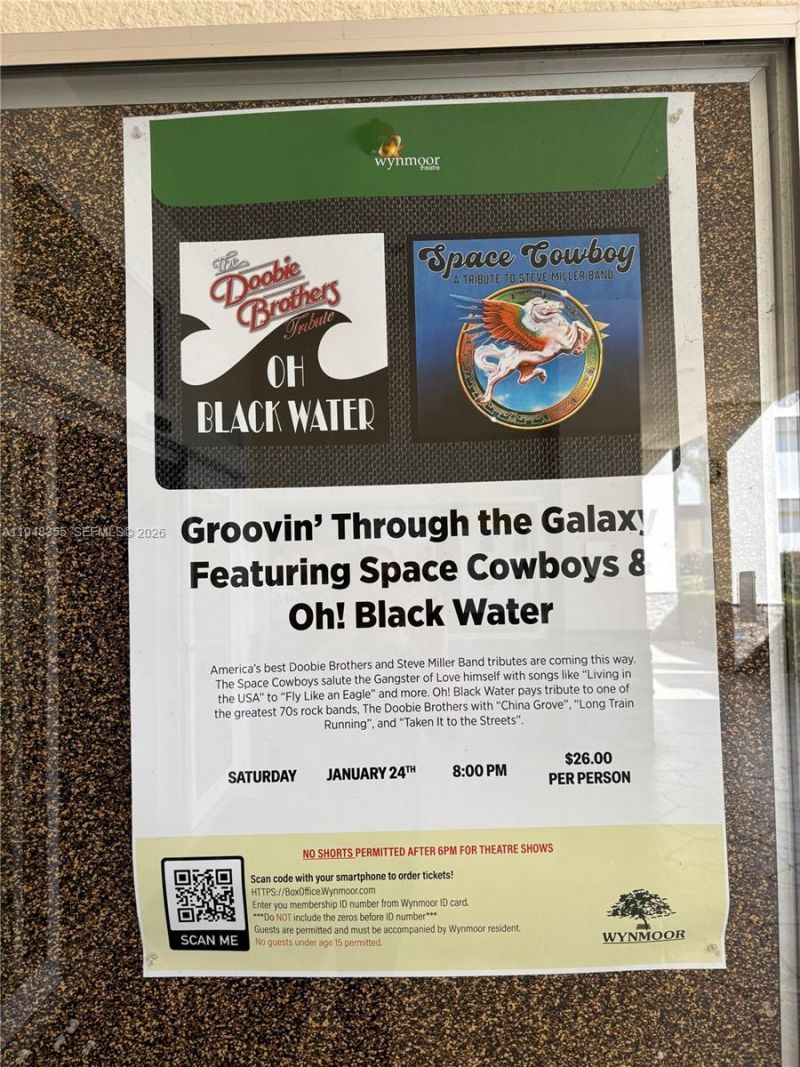 wynmoor
theatre
The
Doobie
Brothers
Tribute
OH
BLACK WATER
Space Cowboy
A TRIBUTE TO STEVE MILLER BAND
A11948355 SEFMLS© 2026
Groovin' Through the Galaxy
Featuring Space Cowboys &
Oh! Black Water
America's best Doobie Brothers and Steve Miller Band tributes are coming this way.
The Space Cowboys salute the Gangster of Love himself with songs like "Living in
the USA" to "Fly Like an Eagle" and more. Oh! Black Water pays tribute to one of
the greatest 70s rock bands, The Doobie Brothers with "China Grove", "Long Train
Running", and "Taken It to the Streets".
SATURDAY JANUARY 24TH 8:00 PM $26.00 PER PERSON
NO SHORTS PERMITTED AFTER 6PM FOR THEATRE SHOWS
Scan code with your smartphone to order tickets!
HTTPS://BoxOffice.Wynmoor.com
Enter you membership ID number from Wynmoor ID card.
***Do NOT include the zeros before ID number***
Guests are permitted and must be accompanied by Wynmoor resident.
No guests under age 15 permitted.
SCAN ME
WYNMOOR